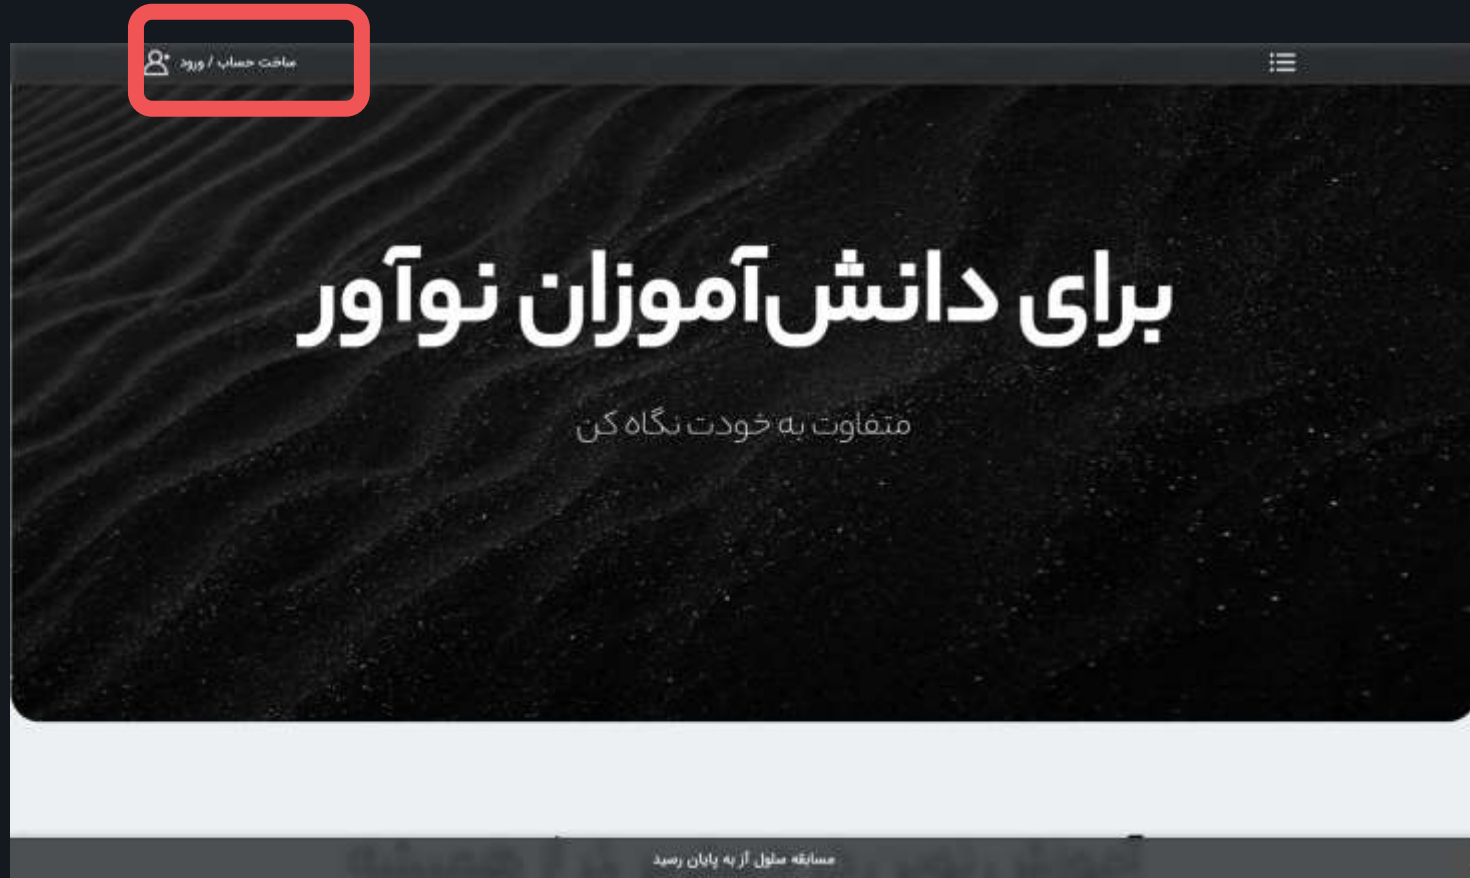 ساخت حساب / ورود
برای دانش‌آموزان نوآور
متفاوت به خودت نگاه کن
مسابقه سلول آز به پایان رسید